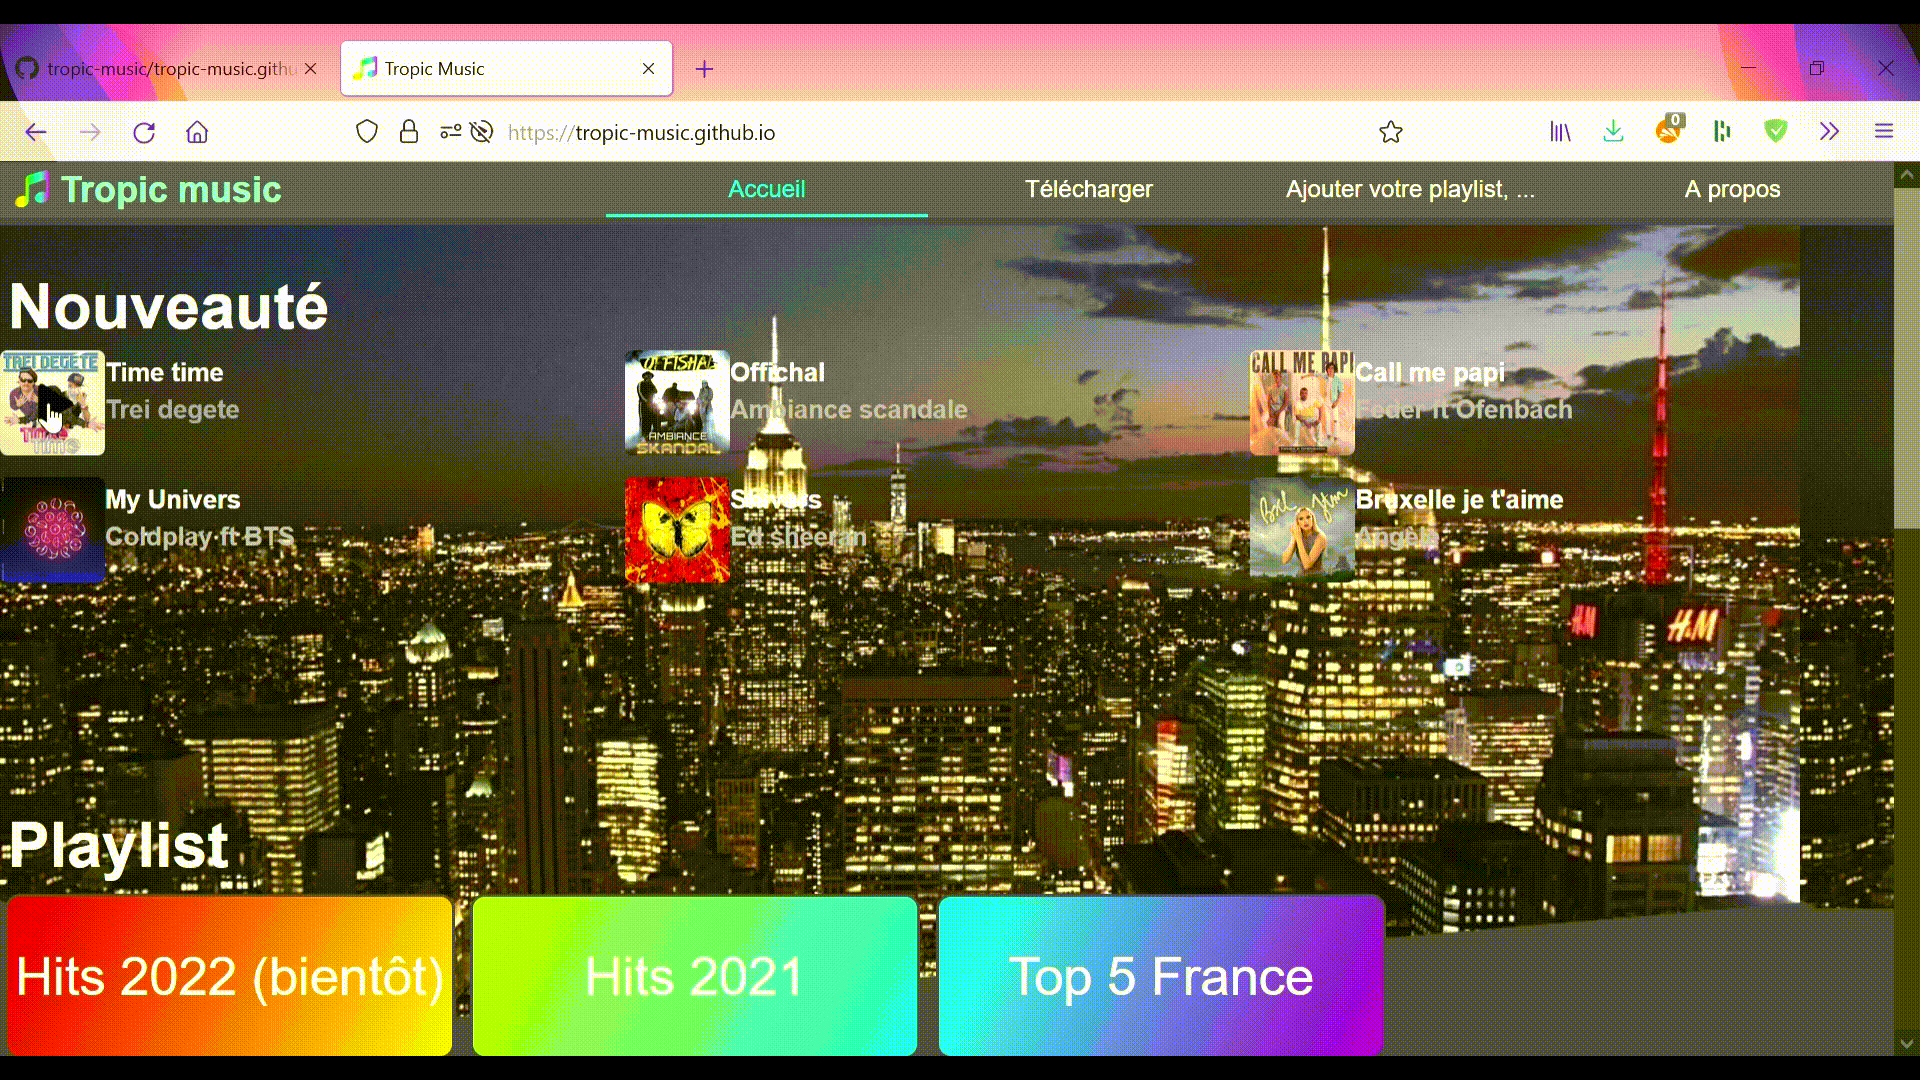 tropic-music/tropic-music.githu
Tropic Music
0
https://tropic-music.github.io
Tropic music
Accueil
Télécharger
Ajouter votre playlist, ...
A propos
Nouveauté
TREI DEGETE
Time time
Trei degete
Offichal
Ambiance scandale
AMBIANCE
SKANDAL
CALL ME PAPI
Call me papi
Feder ft Ofenbach
My Univers
Coldplay ft BTS
Shivers
Ed sheeran
Bruxelle je t'aime
Angele
H&M
H&M
Playlist
Hits 2022 (bientôt)
Hits 2021
Top 5 France